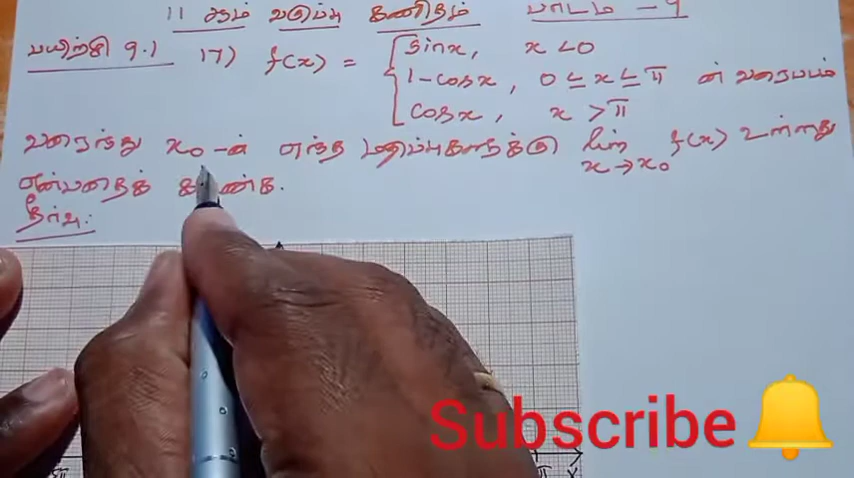 11 ஆம் வகுப்பு கணிதம் பாடம் - 9
பயிற்சி 9.1 17) f(x) = { sinx, x < 0
1 - cosx, 0 ≤ x ≤ π ன் வரைபடம்
cosx, x > π
வரைந்து x₀ -ன் எந்த மதிப்புகளுக்கு lim x→x₀ f(x) உள்ளது
என்பதைக் காண்க.
தீர்வு:
Subscribe